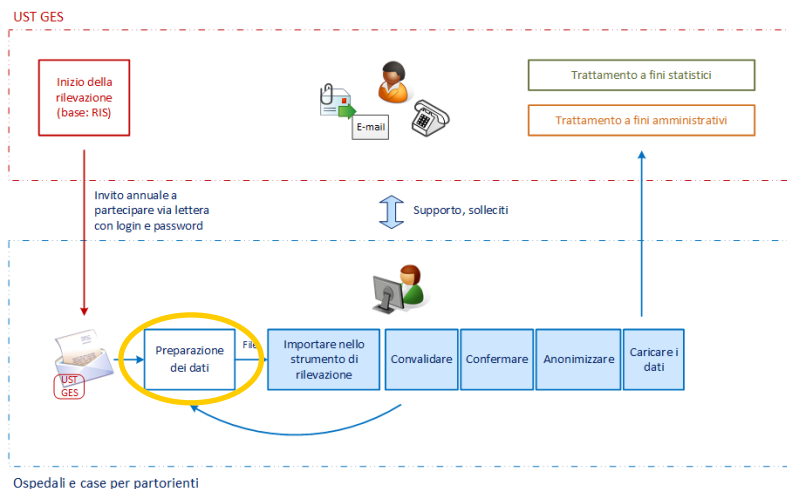 UST GES
Inizio della
rilevazione
(base: RIS)
E-mail
Trattamento a fini statistici
Trattamento a fini amministrativi
Invito annuale a
partecipare via lettera
con login e password
Supporto, solleciti
UST
GES
Preparazione
dei dati
File
Importare nello
strumento di
rilevazione
Convalidare
Confermare
Anonimizzare
Caricare i
dati
Ospedali e case per partorienti